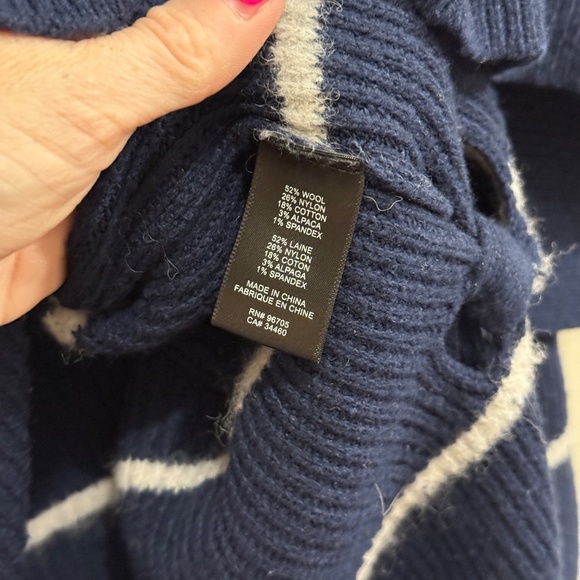 52% WOOL
26% NYLON
18% COTTON
3% ALPACA
1% SPANDEX
52% LAINE
26% NYLON
18% COTON
3% ALPAGA
1% SPANDEX
MADE IN CHINA
FABRIQUE EN CHINE
RN# 96705
CA# 34460